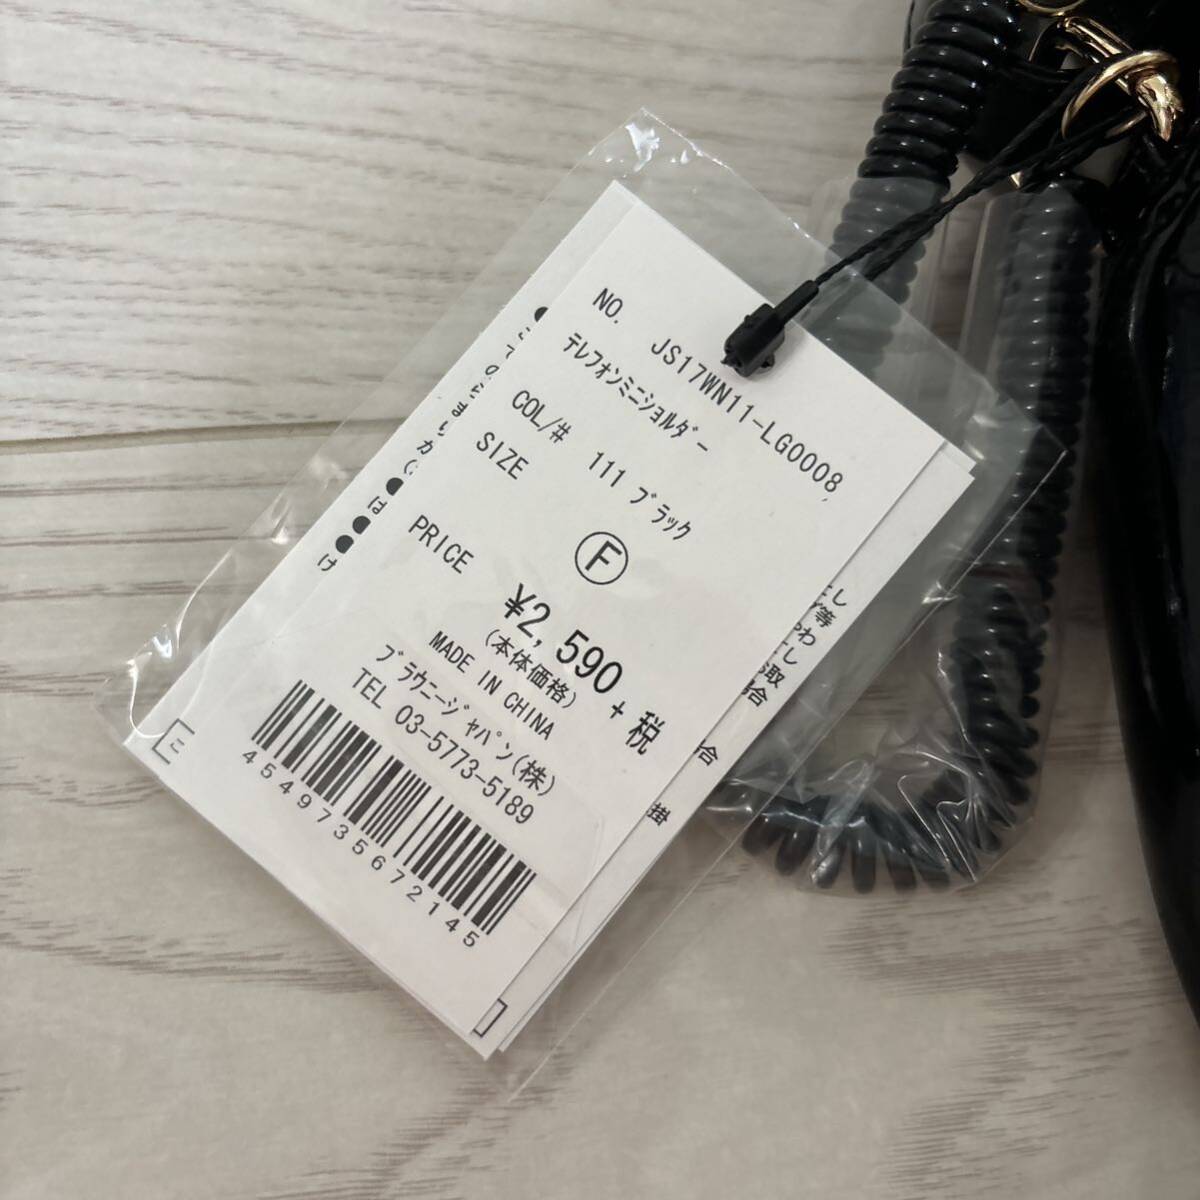 NO. JS17WN11-LG0008
ﾃﾚﾌｫﾝﾐﾆｼｮﾙﾀﾞｰ
COL/# 111 ﾌﾞﾗｯｸ
SIZE Ⓕ
PRICE ¥2,590 + 税
(本体価格)
MADE IN CHINA
ﾌﾞﾗｳﾆｰｼﾞｬﾊﾟﾝ(株)
TEL 03-5773-5189
4549735672145